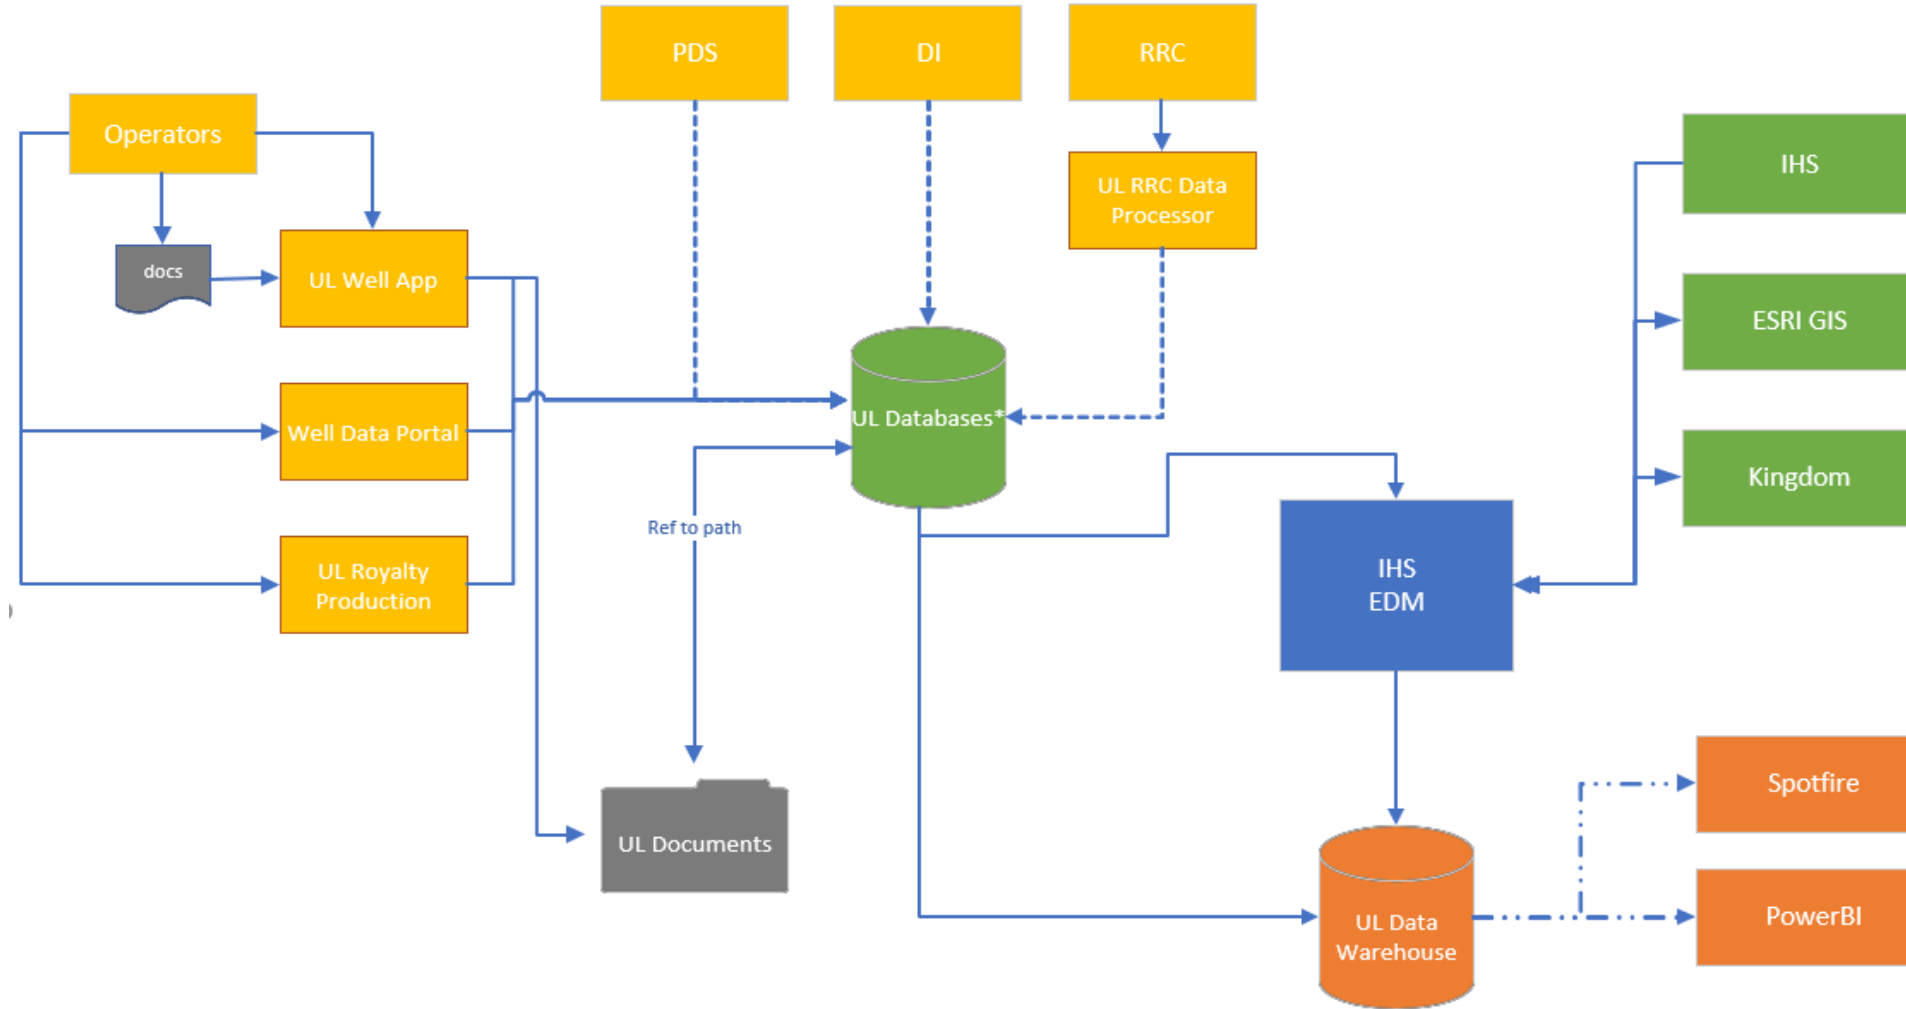 PDS
DI
RRC
Operators
UL RRC Data
Processor
IHS
docs
UL Well App
ESRI GIS
UL Databases*
Well Data Portal
Kingdom
Ref to path
UL Royalty
Production
IHS
EDM
Spotfire
UL Documents
PowerBI
UL Data
Warehouse